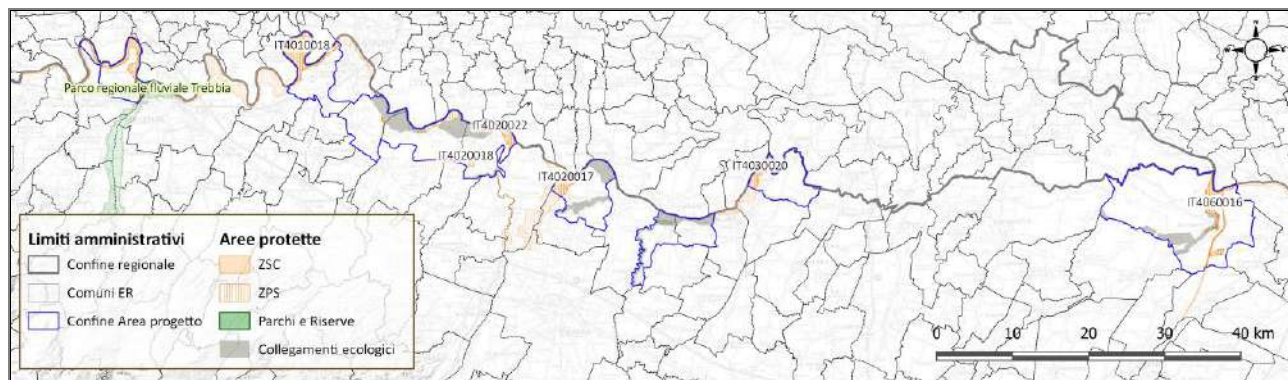 IT4010018
Parco regionale fluviale Trebbia
IT4020022
IT4020018
IT4020017
IT4030020
IT4060016
Limiti amministrativi
Confine regionale
Comuni ER
Confine Area progetto
Aree protette
ZSC
ZPS
Parchi e Riserve
Collegamenti ecologici
0 10 20 30 40 km